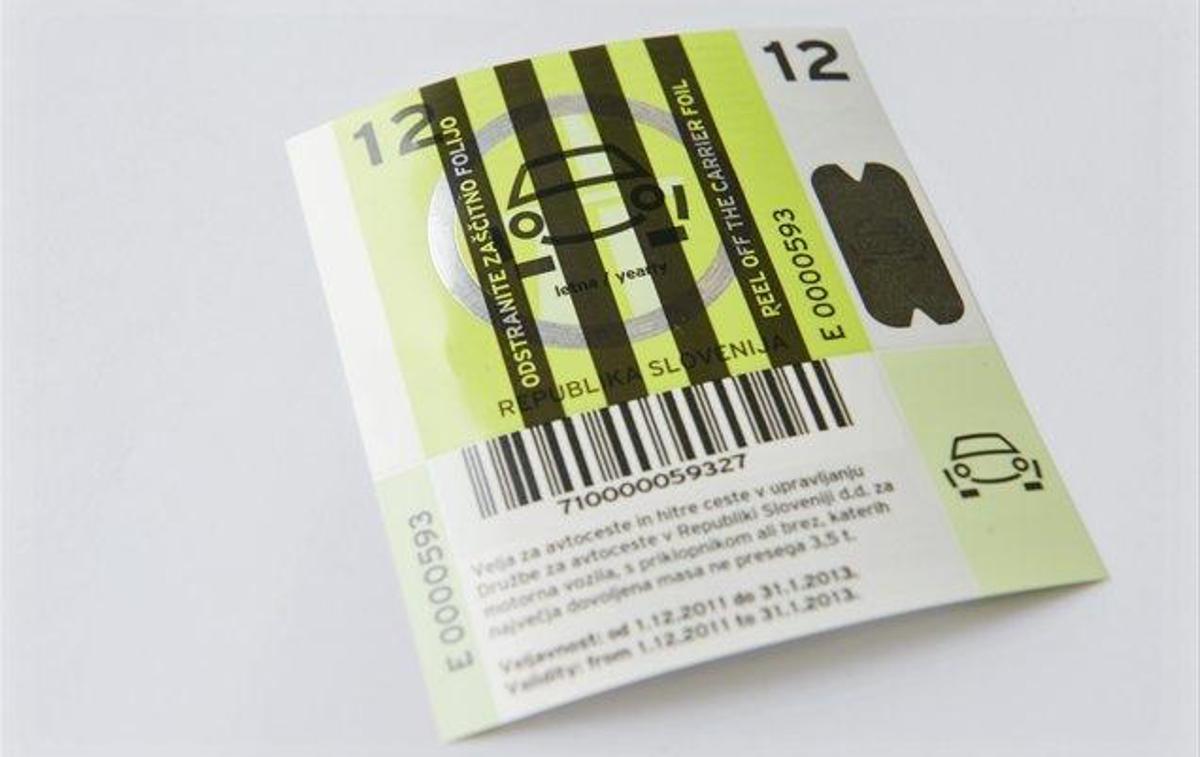 12
12
ODSTRANITE ZAŠČITNO FOLIJO
letna / yearly
REEL OFF THE CARRIER FOIL
E 0000593
REPUBLIKA SLOVENIJA
710000059327
E 0000593
Velja za avtoceste in hitre ceste v upravljanju
Družbe za avtoceste v Republiki Sloveniji d.d. za
motorna vozila, s priklopnikom ali brez, katerih
največja dovoljena masa ne presega 3,5 t.
Veljavnost: od 1.12.2011 do 31.1.2013.
Validity: from 1.12.2011 to 31.1.2013.